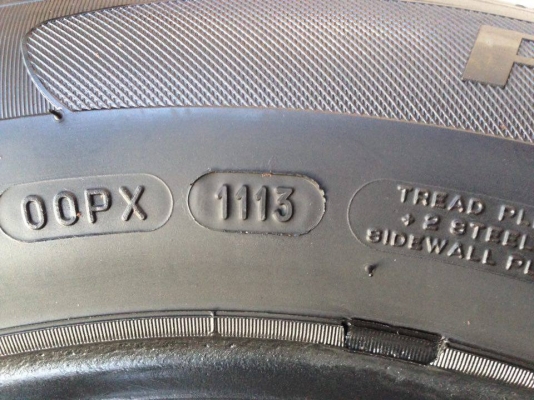 00PX
1113
TREAD
+ 2 STEEL
SIDEWALL